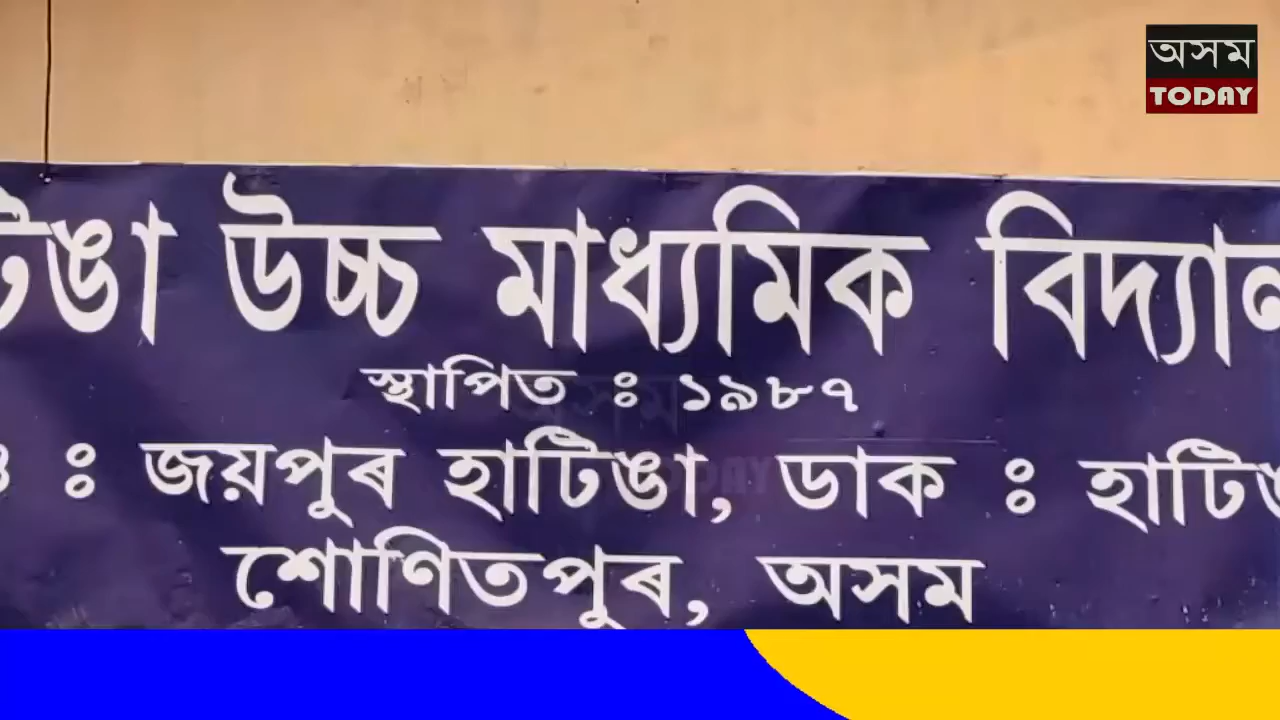 অসম
TODAY
টিঙা উচ্চ মাধ্যমিক বিদ্যাল
স্থাপিত ঃ ১৯৮৭
ঃ জয়পুৰ হাটিঙা, ডাক ঃ হাটিঙ
শোণিতপুৰ, অসম